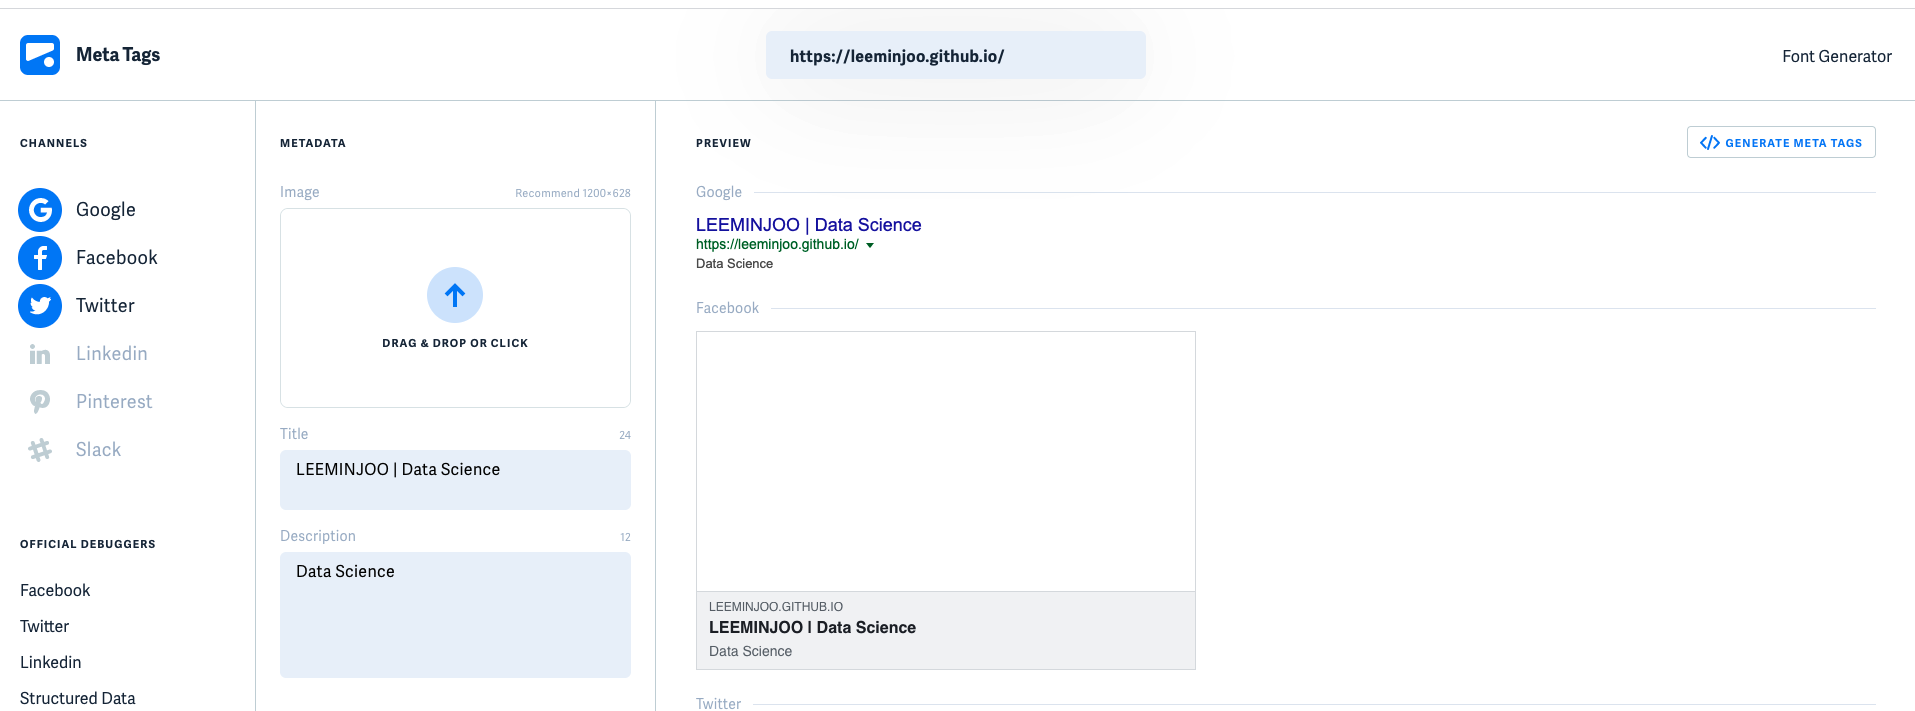 Meta Tags
https://leeminjoo.github.io/
Font Generator
CHANNELS
Google
Facebook
Twitter
Linkedin
Pinterest
Slack
OFFICIAL DEBUGGERS
Facebook
Twitter
Linkedin
Structured Data
METADATA
Image
Recommend 1200×628
DRAG & DROP OR CLICK
Title
24
LEEMINJOO | Data Science
Description
12
Data Science
PREVIEW
GENERATE META TAGS
Google
LEEMINJOO | Data Science
https://leeminjoo.github.io/
Data Science
Facebook
LEEMINJOO.GITHUB.IO
LEEMINJOO | Data Science
Data Science
Twitter